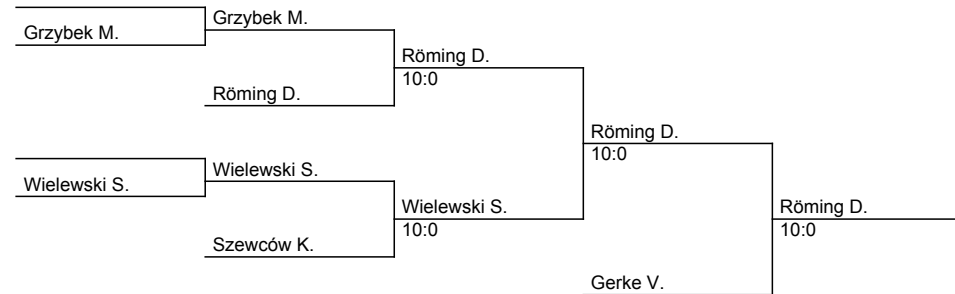 Grzybek M.
Grzybek M.
Röming D.
10:0
Röming D.
Röming D.
10:0
Wielewski S.
Wielewski S.
Wielewski S.
10:0
Röming D.
10:0
Szewców K.
Gerke V.